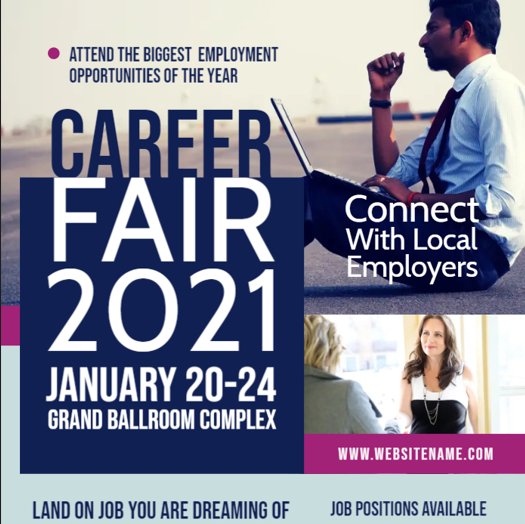 ATTEND THE BIGGEST EMPLOYMENT
OPPORTUNITIES OF THE YEAR
CAREER
FAIR
2021
JANUARY 20-24
GRAND BALLROOM COMPLEX
Connect
With Local
Employers
WWW.WEBSITENAME.COM
LAND ON JOB YOU ARE DREAMING OF
JOB POSITIONS AVAILABLE